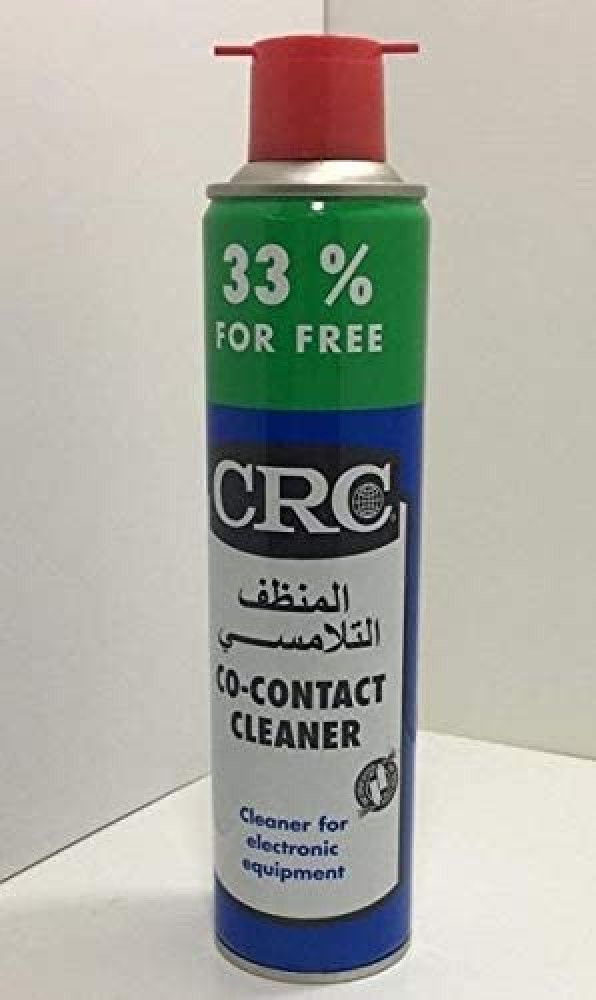 33 %
FOR FREE
CRC
المنظف
التلامسي
CO-CONTACT
CLEANER
Cleaner for
electronic
equipment